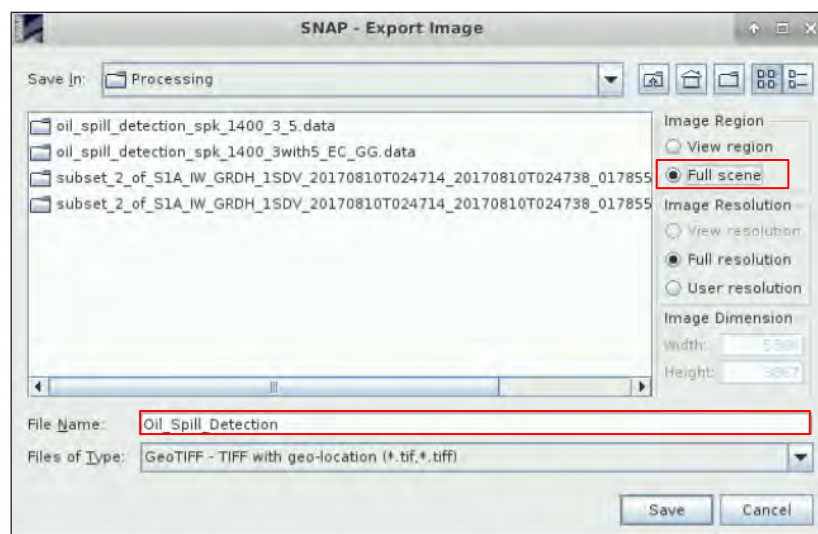 SNAP - Export Image
Save In: Processing
oil_spill_detection_spk_1400_3_5.data
oil_spill_detection_spk_1400_3with5_EC_GG.data
subset_2_of_S1A_IW_GRDH_1SDV_20170810T024714_20170810T024738_017855
subset_2_of_S1A_IW_GRDH_1SDV_20170810T024714_20170810T024738_017855
Image Region
View region
Full scene
Image Resolution
View resolution
Full resolution
User resolution
Image Dimension
Width:
Height:
File Name: Oil_Spill_Detection
Files of Type: GeoTIFF - TIFF with geo-location (*.tif,*.tiff)
Save Cancel